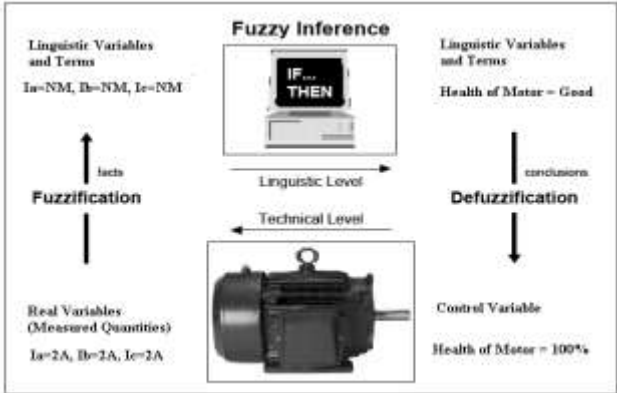 Fuzzy Inference
Linguistic Variables
and Terms
Ia=NM, Ib=NM, Ic=NM
IF...
THEN
Linguistic Variables
and Terms
Health of Motor = Good
facts
Fuzzification
Linguistic Level
Technical Level
conclusions
Defuzzification
Real Variables
(Measured Quantities)
Ia=2A, Ib=2A, Ic=2A
Control Variable
Health of Motor = 100%